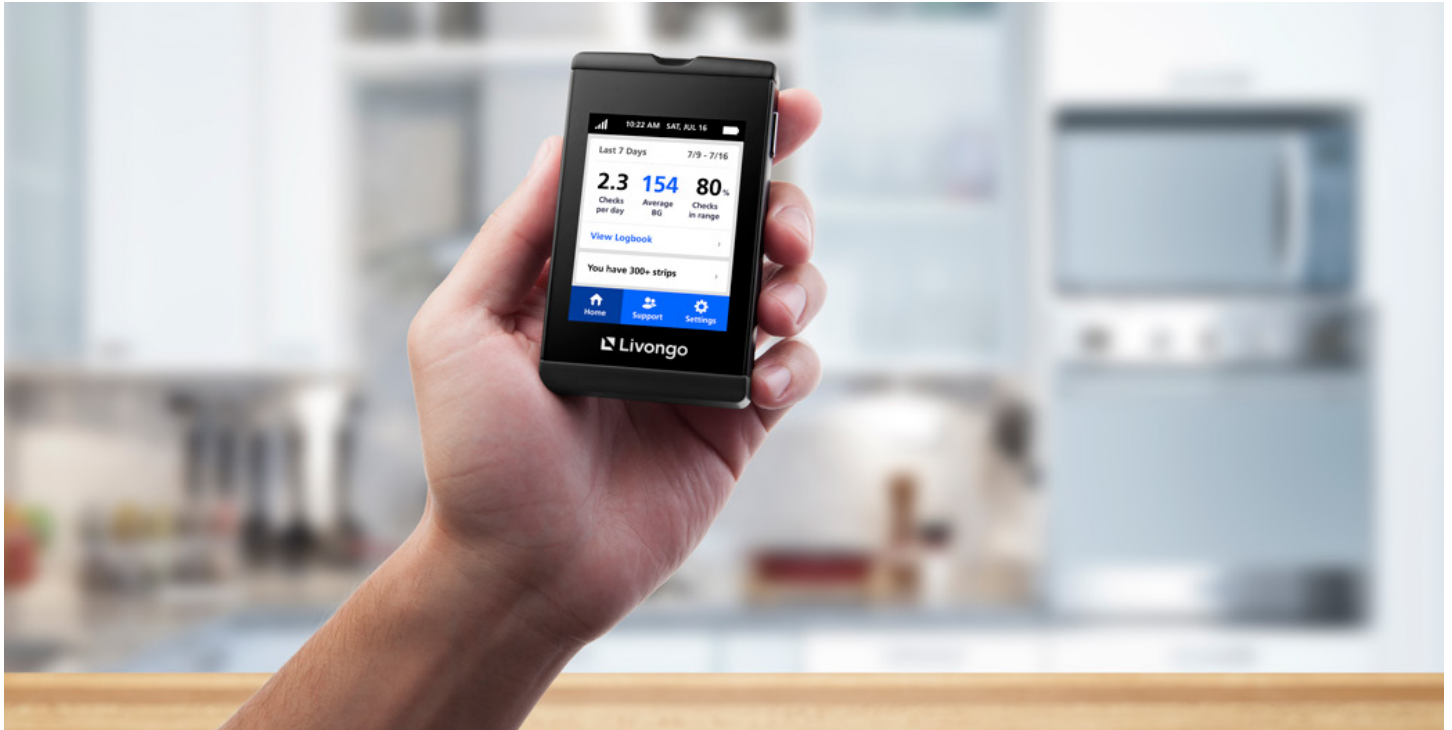 10:22 AM SAT, JUL 16
Last 7 Days 7/9 - 7/16
2.3 154 80%
Checks per day Average BG Checks in range
View Logbook
You have 300+ strips
Home Support Settings
Livongo